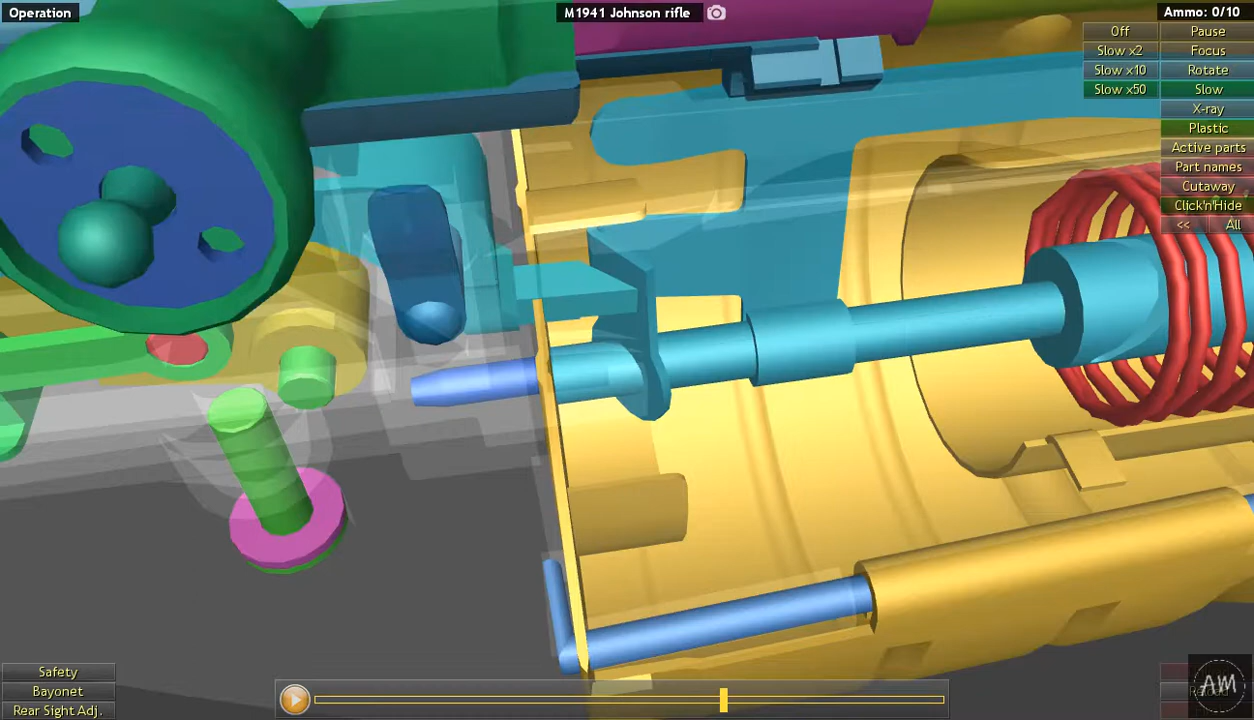 Operation
M1941 Johnson rifle
Ammo: 0/10
Off
Pause
Slow x2
Focus
Slow x10
Rotate
Slow x50
Slow
X-ray
Plastic
Active parts
Part names
Cutaway
Click'n'Hide
<<
All
Safety
Bayonet
Rear Sight Adj.
AW